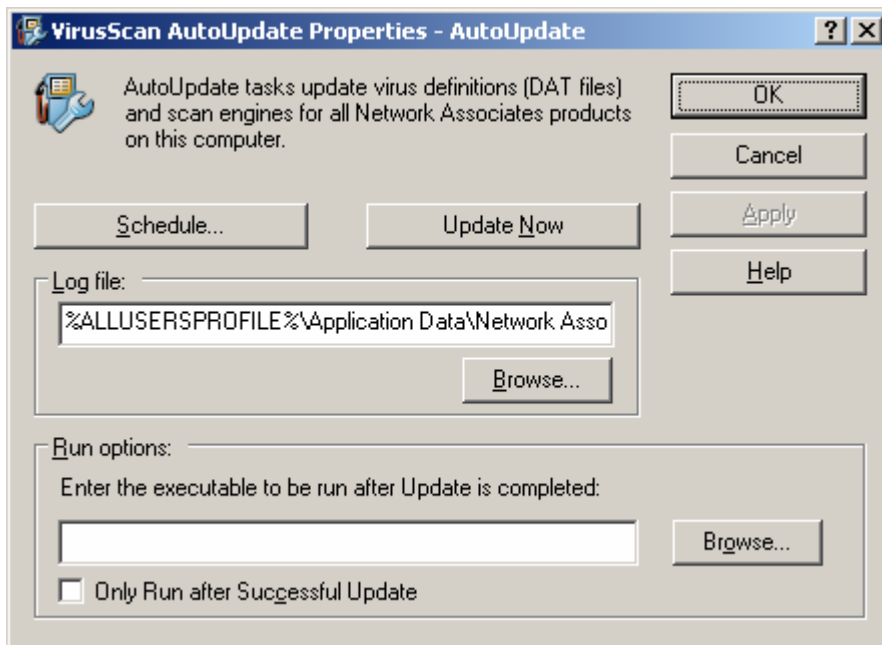 VirusScan AutoUpdate Properties - AutoUpdate
AutoUpdate tasks update virus definitions (DAT files)
and scan engines for all Network Associates products
on this computer.
OK
Cancel
Schedule...
Update Now
Apply
Help
Log file:
%ALLUSERSPROFILE%\Application Data\Network Asso
Browse...
Run options:
Enter the executable to be run after Update is completed:
Browse...
Only Run after Successful Update